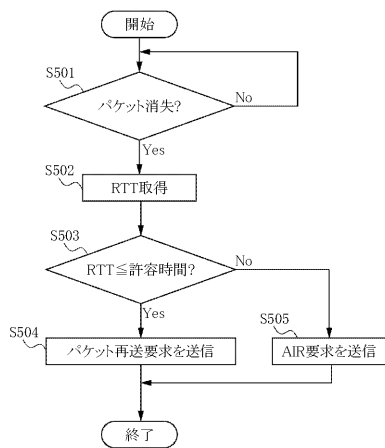 開始
S501
パケット消失?
No
Yes
S502
RTT取得
S503
RTT≦許容時間?
No
Yes
S504
パケット再送要求を送信
S505
AIR要求を送信
終了